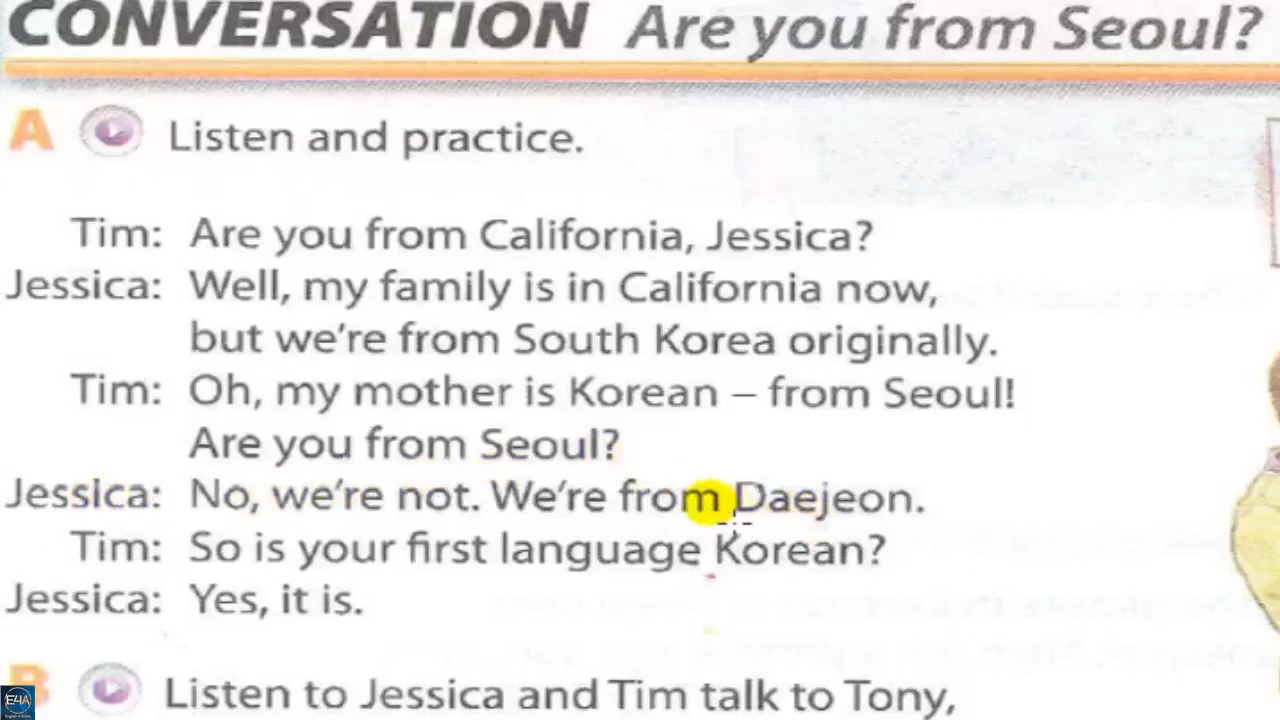 CONVERSATION Are you from Seoul?
A Listen and practice.
Tim: Are you from California, Jessica?
Jessica: Well, my family is in California now,
but we're from South Korea originally.
Tim: Oh, my mother is Korean – from Seoul!
Are you from Seoul?
Jessica: No, we're not. We're from Daejeon.
Tim: So is your first language Korean?
Jessica: Yes, it is.
B Listen to Jessica and Tim talk to Tony,
E4A